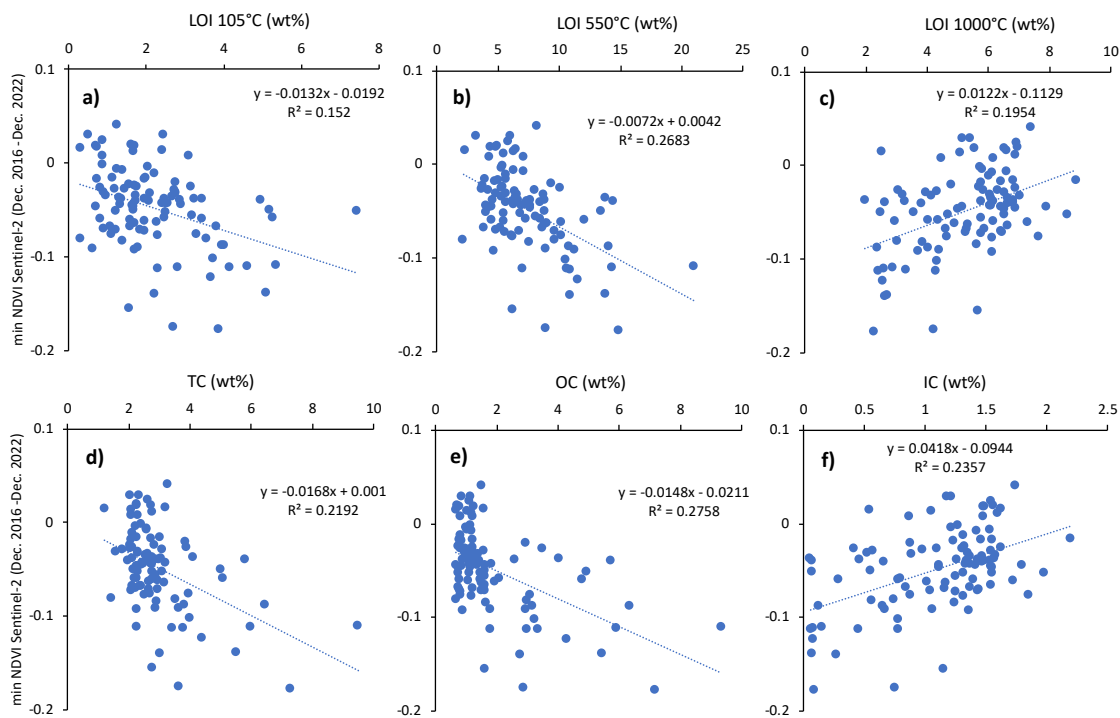 LOI 105°C (wt%)
0 2 4 6 8
0.1
0
-0.1
-0.2
min NDVI Sentinel-2 (Dec. 2016 - Dec. 2022)
a)
y = -0.0132x - 0.0192
R² = 0.152
LOI 550°C (wt%)
0 5 10 15 20 25
0.1
0
-0.1
-0.2
b)
y = -0.0072x + 0.0042
R² = 0.2683
LOI 1000°C (wt%)
0 2 4 6 8 10
0.1
0
-0.1
-0.2
c)
y = 0.0122x - 0.1129
R² = 0.1954
TC (wt%)
0 2 4 6 8 10
0.1
0
-0.1
-0.2
min NDVI Sentinel-2 (Dec. 2016 -Dec. 2022)
d)
y = -0.0168x + 0.001
R² = 0.2192
OC (wt%)
0 2 4 6 8 10
0.1
0
-0.1
-0.2
e)
y = -0.0148x - 0.0211
R² = 0.2758
IC (wt%)
0 0.5 1 1.5 2 2.5
0.1
0
-0.1
-0.2
f)
y = 0.0418x - 0.0944
R² = 0.2357